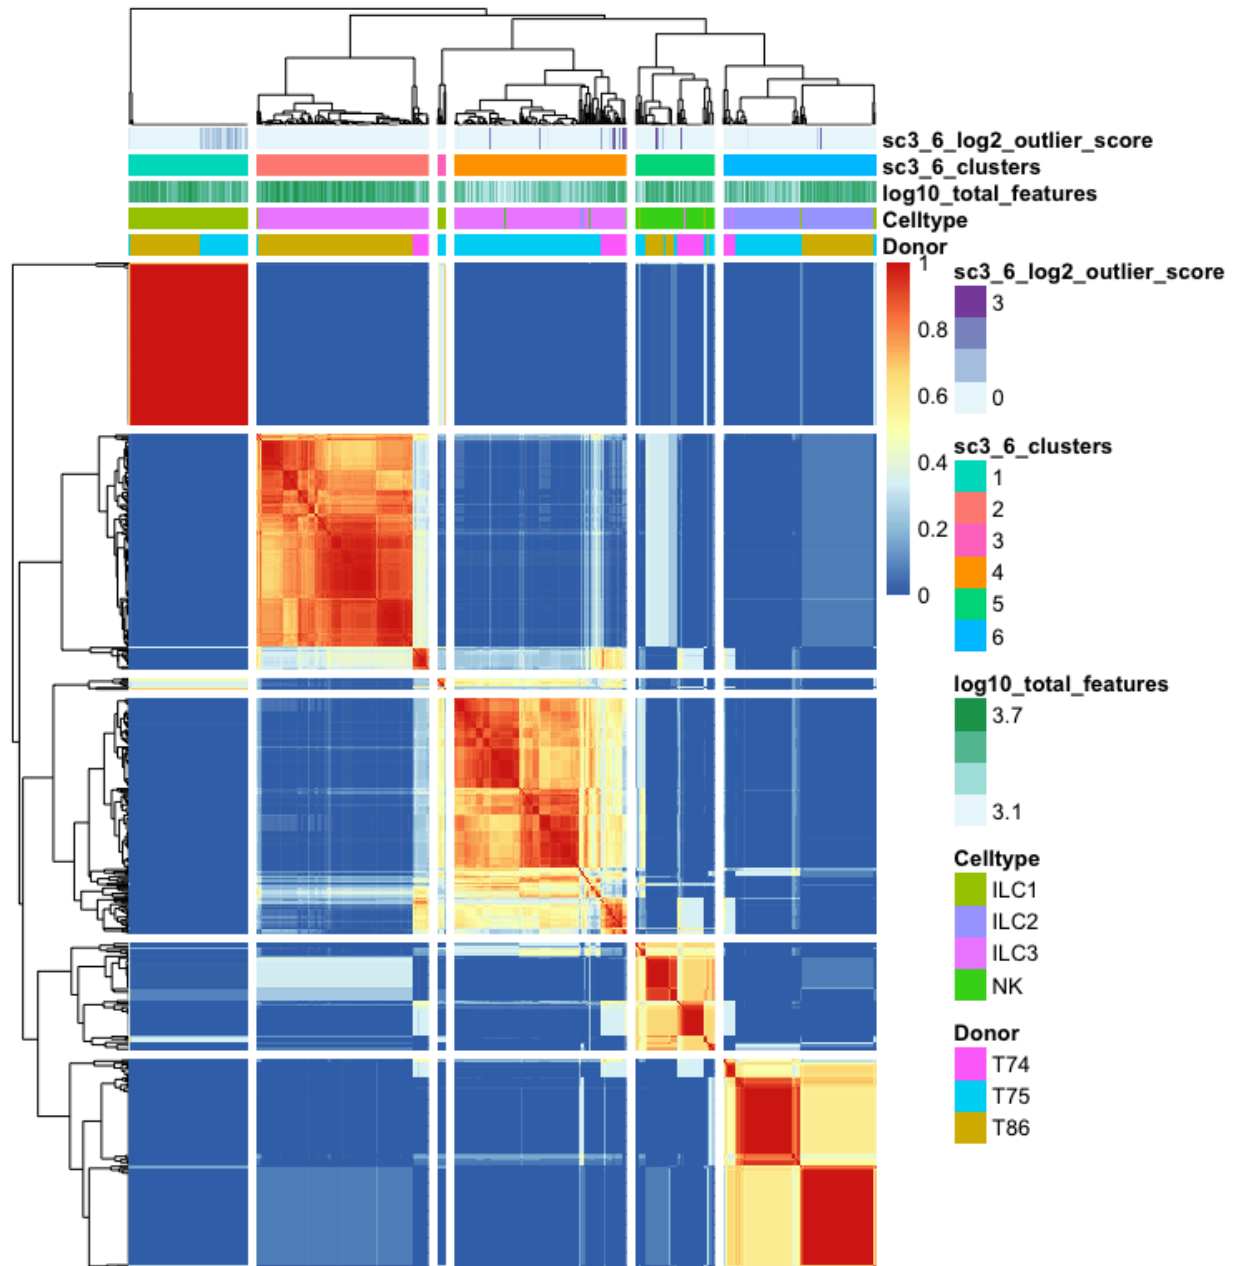 sc3_6_log2_outlier_score
sc3_6_clusters
log10_total_features
Celltype
Donor
1
0.8
0.6
0.4
0.2
0
sc3_6_log2_outlier_score
3
0
sc3_6_clusters
1
2
3
4
5
6
log10_total_features
3.7
3.1
Celltype
ILC1
ILC2
ILC3
NK
Donor
T74
T75
T86